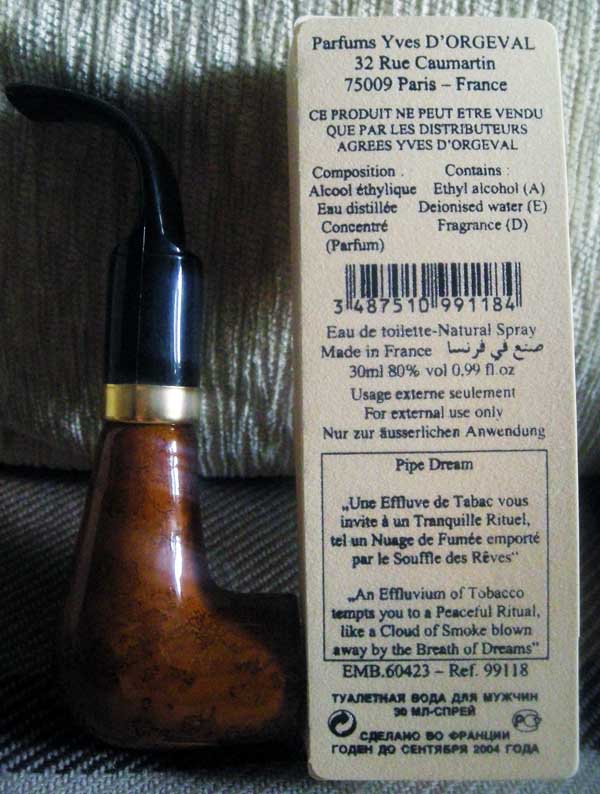 Parfums Yves D'ORGEVAL
32 Rue Caumartin
75009 Paris – France
CE PRODUIT NE PEUT ETRE VENDU
QUE PAR LES DISTRIBUTEURS
AGREES YVES D'ORGEVAL
Composition : Contains :
Alcool éthylique Ethyl alcohol (A)
Eau distillée Deionised water (E)
Concentré Fragrance (D)
(Parfum)
3 487510 991184
Eau de toilette-Natural Spray
Made in France صنع في فرنسا
30ml 80% vol 0,99 fl.oz
Usage externe seulement
For external use only
Nur zur äusserlichen Anwendung
Pipe Dream
„Une Effluve de Tabac vous
invite à un Tranquille Rituel,
tel un Nuage de Fumée emporté
par le Souffle des Rêves"
„An Effluvium of Tobacco
tempts you to a Peaceful Ritual,
like a Cloud of Smoke blown
away by the Breath of Dreams"
EMB.60423 – Ref. 99118
ТУАЛЕТНАЯ ВОДА ДЛЯ МУЖЧИН
30 МЛ-СПРЕЙ
СДЕЛАНО ВО ФРАНЦИИ
ГОДЕН ДО СЕНТЯБРЯ 2004 ГОДА